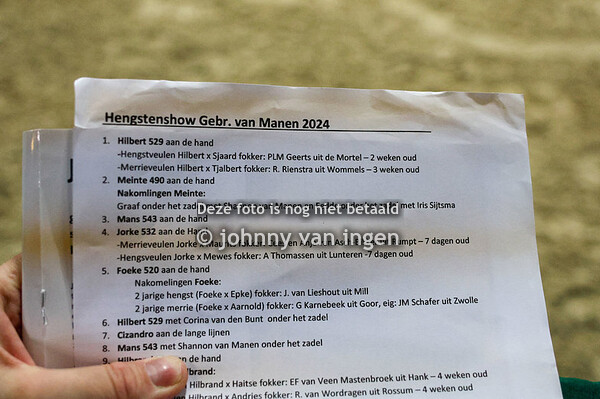 Hengstenshow Gebr. van Manen 2024
1. Hilbert 529 aan de hand
-Hengstveulen Hilbert x Sjaard fokker: PLM Geerts uit de Mortel – 2 weken oud
-Merrieveulen Hilbert x Tjalbert fokker: R. Rienstra uit Wommels – 3 weken oud
2. Meinte 490 aan de hand
Nakomlingen Meinte:
Graaf onder het zadel met Iris Sijtsma
Deze foto is nog niet betaald
3. Mans 543 aan de hand
4. Jorke 532 aan de Hand
© johnny van ingen
-Merrieveulen Jorke x – 7 dagen oud
-Hengstveulen Jorke x Mewes fokker: A Thomassen uit Lunteren -7 dagen oud
5. Foeke 520 aan de hand
Nakomelingen Foeke:
2 jarige hengst (Foeke x Epke) fokker: J. van Lieshout uit Mill
2 jarige merrie (Foeke x Aarnold) fokker: G Karnebeek uit Goor, eig: JM Schafer uit Zwolle
6. Hilbert 529 met Corina van den Bunt onder het zadel
7. Cizandro aan de lange lijnen
8. Mans 543 met Shannon van Manen onder het zadel
9. de hand
brand:
Hilbrand x Haitse fokker: EF van Veen Mastenbroek uit Hank – 4 weken oud
Hilbrand x Andries fokker: R. van Wordragen uit Rossum – 4 weken oud